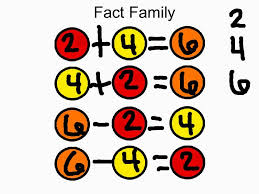 Fact Family
2 + 4 = 6
4 + 2 = 6
6 - 2 = 4
6 - 4 = 2
2
4
6